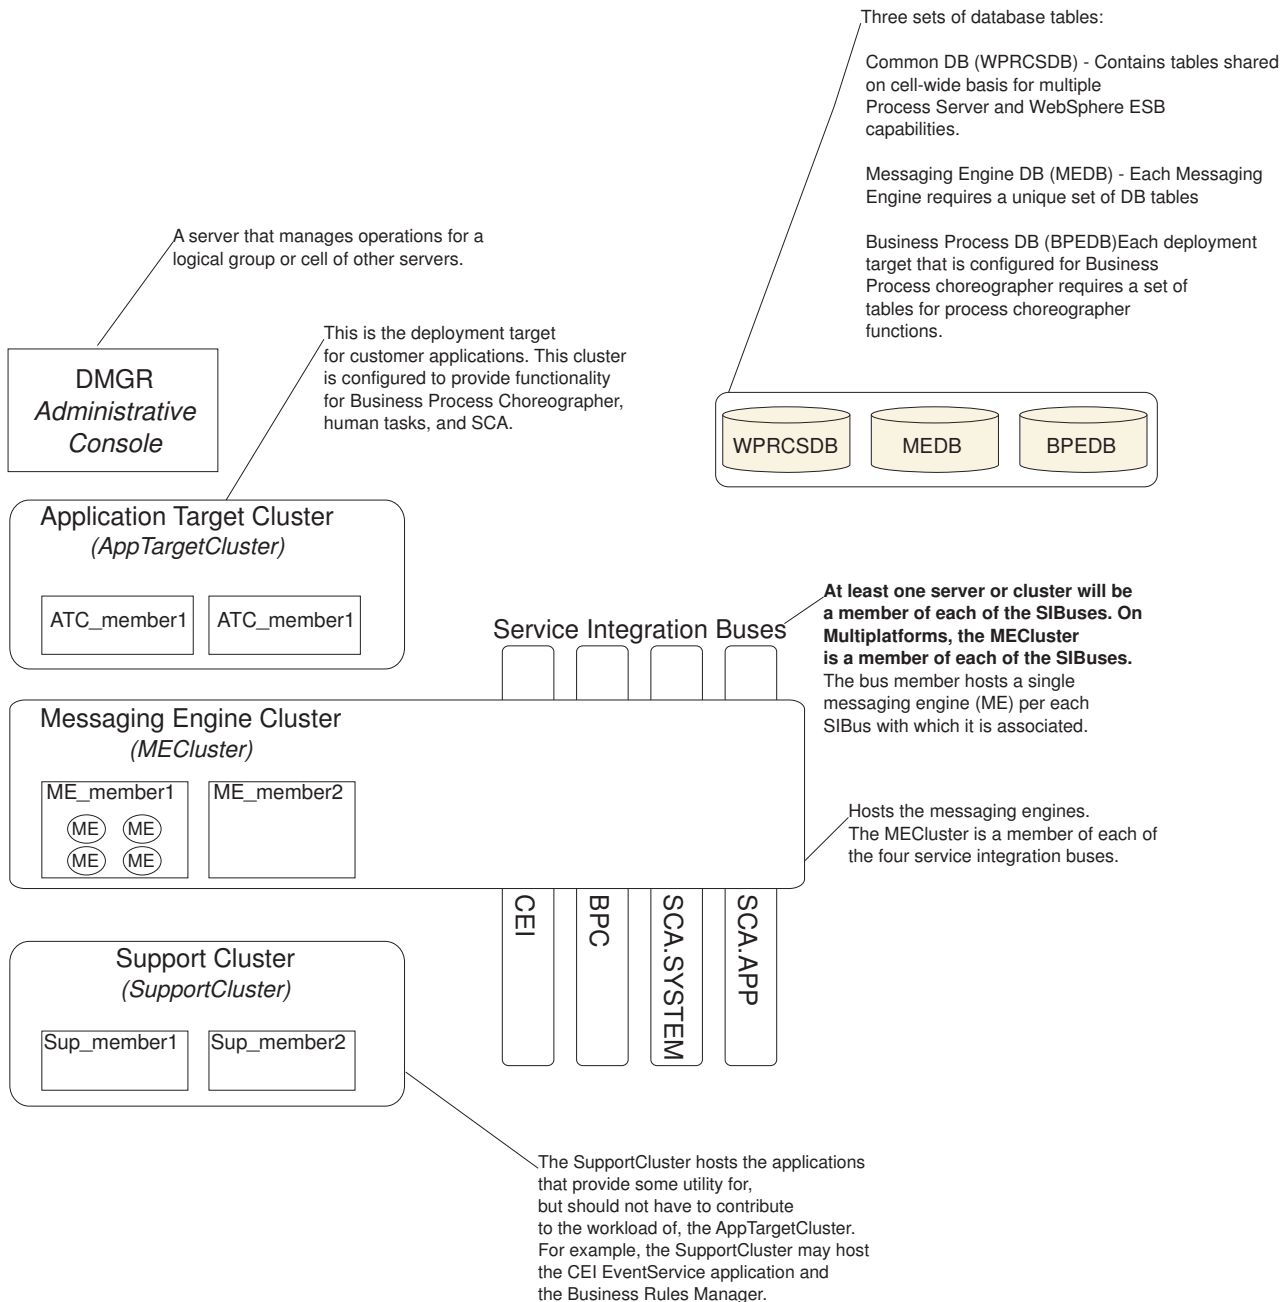 Three sets of database tables:
Common DB (WPRCSDB) - Contains tables shared
on cell-wide basis for multiple
Process Server and WebSphere ESB
capabilities.
Messaging Engine DB (MEDB) - Each Messaging
Engine requires a unique set of DB tables
Business Process DB (BPEDB)Each deployment
target that is configured for Business
Process choreographer requires a set of
tables for process choreographer
functions.
A server that manages operations for a
logical group or cell of other servers.
This is the deployment target
for customer applications. This cluster
is configured to provide functionality
for Business Process Choreographer,
human tasks, and SCA.
DMGR
Administrative
Console
WPRCSDB
MEDB
BPEDB
Application Target Cluster
(AppTargetCluster)
ATC_member1
ATC_member1
Service Integration Buses
At least one server or cluster will be
a member of each of the SIBuses. On
Multiplatforms, the MECluster
is a member of each of the SIBuses.
The bus member hosts a single
messaging engine (ME) per each
SIBus with which it is associated.
Messaging Engine Cluster
(MECluster)
ME_member1
ME ME
ME ME
ME_member2
Hosts the messaging engines.
The MECluster is a member of each of
the four service integration buses.
CEI
BPC
SCA.SYSTEM
SCA.APP
Support Cluster
(SupportCluster)
Sup_member1
Sup_member2
The SupportCluster hosts the applications
that provide some utility for,
but should not have to contribute
to the workload of, the AppTargetCluster.
For example, the SupportCluster may host
the CEI EventService application and
the Business Rules Manager.